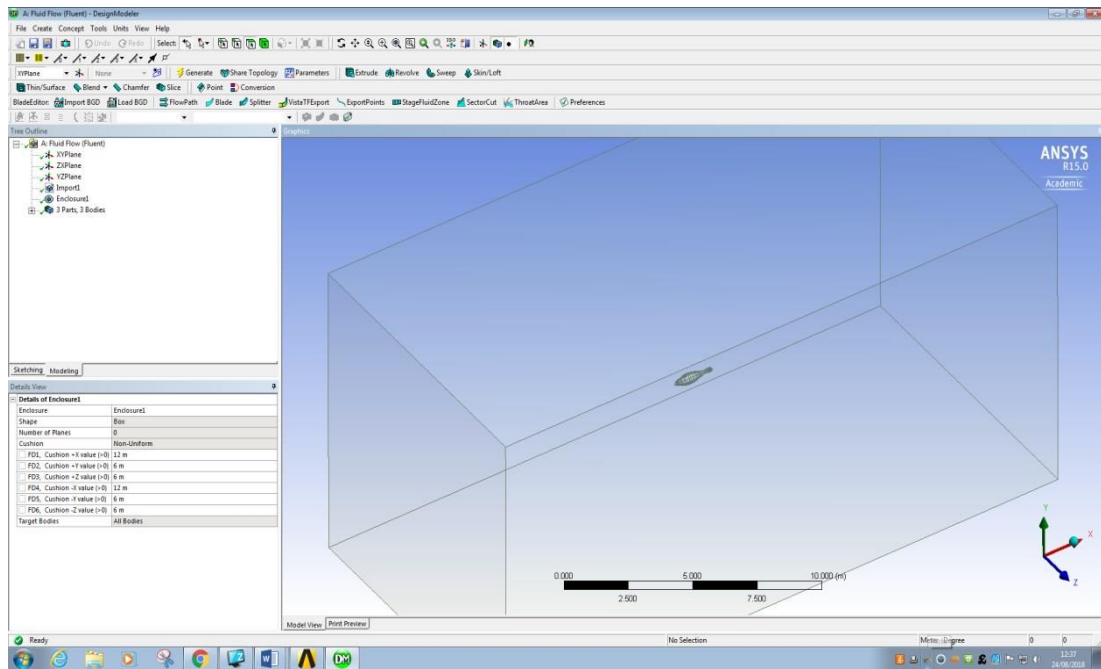 A: Fluid Flow (Fluent) - DesignModeler
File Create Concept Tools Units View Help
Undo Redo Select:
XYPlane None Generate Share Topology Parameters Extrude Revolve Sweep Skin/Loft
Thin/Surface Blend Chamfer Slice Point Conversion
BladeEditor: Import BGD Load BGD FlowPath Blade Splitter VistaTFExport ExportPoints StageFluidZone SectorCut ThroatArea Preferences
Tree Outline
A: Fluid Flow (Fluent)
XYPlane
ZXPlane
YZPlane
Import1
Enclosure1
3 Parts, 3 Bodies
Sketching Modeling
Details View
Details of Enclosure1
Enclosure Enclosure1
Shape Box
Number of Planes 0
Cushion Non-Uniform
FD1, Cushion +X value (>0) 12 m
FD2, Cushion +Y value (>0) 6 m
FD3, Cushion +Z value (>0) 6 m
FD4, Cushion -X value (>0) 12 m
FD5, Cushion -Y value (>0) 6 m
FD6, Cushion -Z value (>0) 6 m
Target Bodies All Bodies
Graphics
ANSYS
R15.0
Academic
Y
X
Z
0.000 5.000 10.000 (m)
2.500 7.500
Model View Print Preview
Ready No Selection Degree 0 0
12:37
24/08/2018